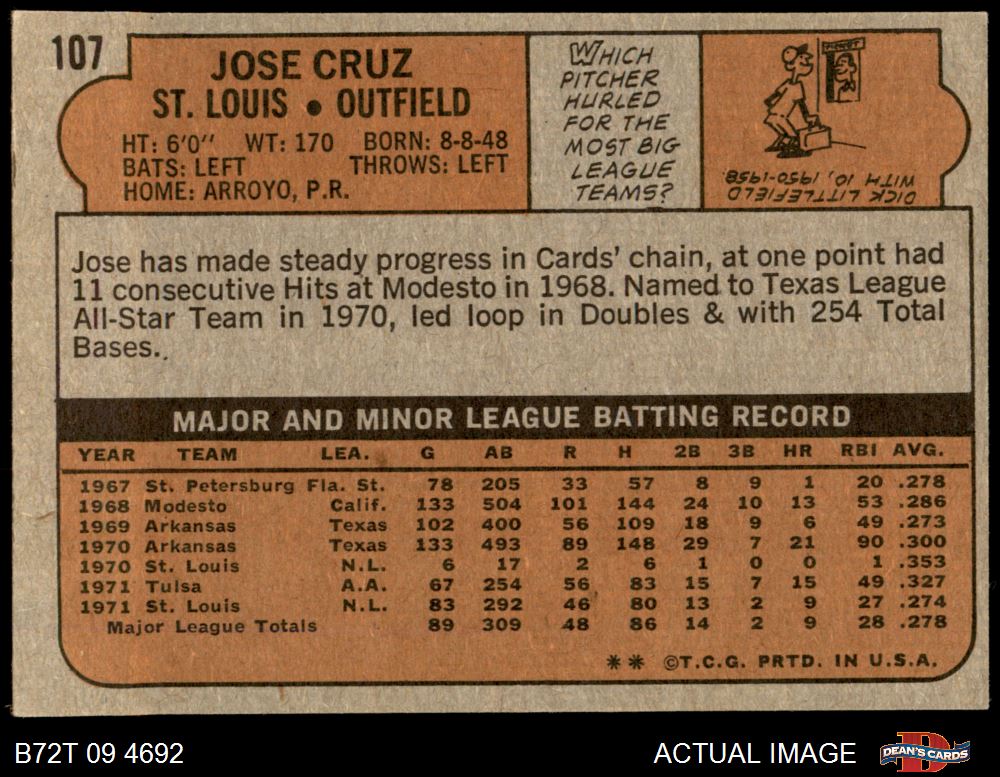 107
JOSE CRUZ
ST. LOUIS • OUTFIELD
HT: 6'0" WT: 170 BORN: 8-8-48
BATS: LEFT THROWS: LEFT
HOME: ARROYO, P.R.
WHICH
PITCHER
HURLED
FOR THE
MOST BIG
LEAGUE
TEAMS?
TICKET
DICK LITTLEFIELD
WITH 10, 1950-1958.
Jose has made steady progress in Cards' chain, at one point had
11 consecutive Hits at Modesto in 1968. Named to Texas League
All-Star Team in 1970, led loop in Doubles & with 254 Total
Bases..
MAJOR AND MINOR LEAGUE BATTING RECORD
YEAR TEAM LEA. G AB R H 2B 3B HR RBI AVG.
1967 St. Petersburg Fla. St. 78 205 33 57 8 9 1 20 .278
1968 Modesto Calif. 133 504 101 144 24 10 13 53 .286
1969 Arkansas Texas 102 400 56 109 18 9 6 49 .273
1970 Arkansas Texas 133 493 89 148 29 7 21 90 .300
1970 St. Louis N.L. 6 17 2 6 1 0 0 1 .353
1971 Tulsa A.A. 67 254 56 83 15 7 15 49 .327
1971 St. Louis N.L. 83 292 46 80 13 2 9 27 .274
Major League Totals 89 309 48 86 14 2 9 28 .278
** ©T.C.G. PRTD. IN U.S.A.
B72T 09 4692
ACTUAL IMAGE
DEAN'S CARDS